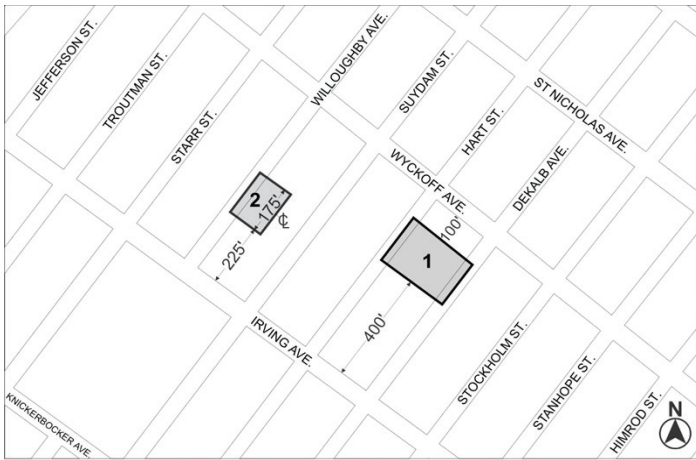 JEFFERSON ST.
TROUTMAN ST.
STARR ST.
WILLOUGHBY AVE.
SUYDAM ST.
HART ST.
ST NICHOLAS AVE.
WYCKOFF AVE.
DEKALB AVE.
2
175'
℄
225'
100'
1
400'
IRVING AVE.
STOCKHOLM ST.
STANHOPE ST.
HIMROD ST.
KNICKERBOCKER AVE.
N